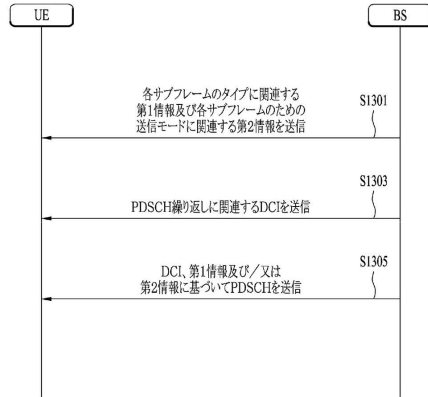 UE
BS
各サブフレームのタイプに関連する
第1情報及び各サブフレームのための
送信モードに関連する第2情報を送信
S1301
PDSCH繰り返しに関連するDCIを送信
S1303
DCI、第1情報及び/又は
第2情報に基づいてPDSCHを送信
S1305